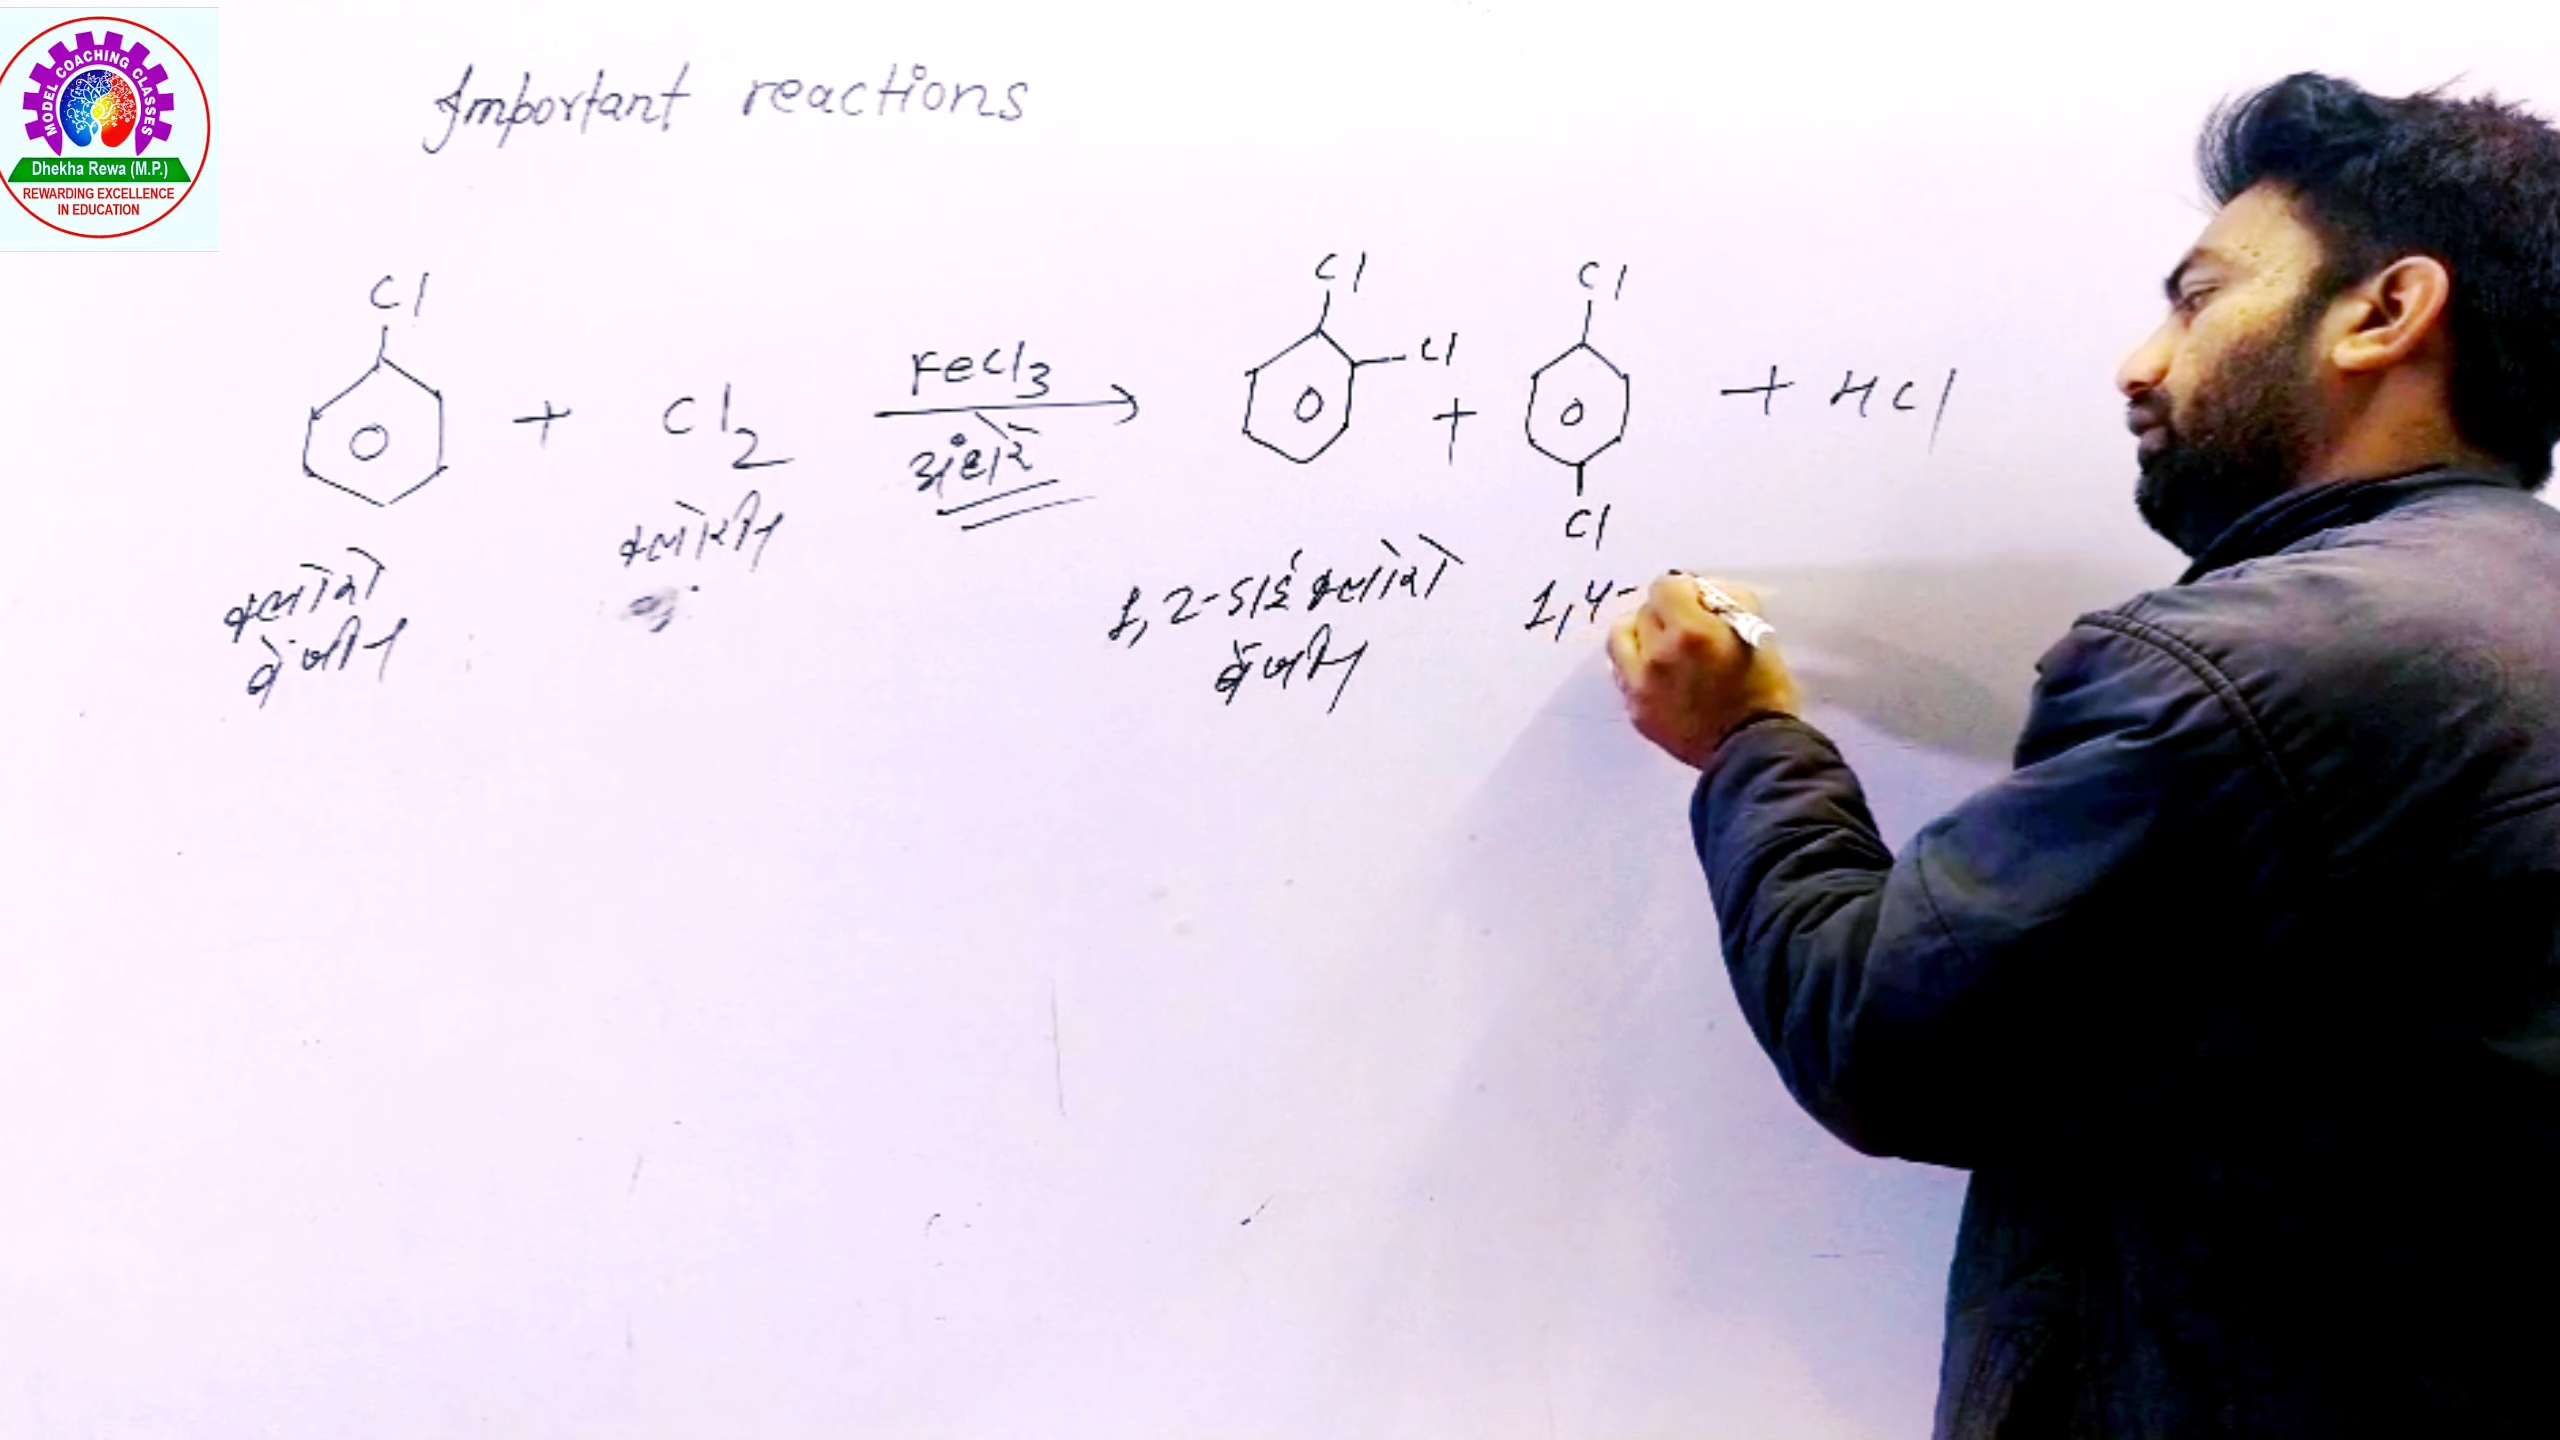 MODEL COACHING CLASSES
Dhekha Rewa (M.P.)
REWARDING EXCELLENCE
IN EDUCATION
Important reactions
Cl
+ Cl2
FeCl3
अंधेरे
Cl
Cl
+
Cl
Cl
+ HCl
क्लोरो
बेंजीन
क्लोरीन
1,2-डाई क्लोरो
बेंजीन
1,4-